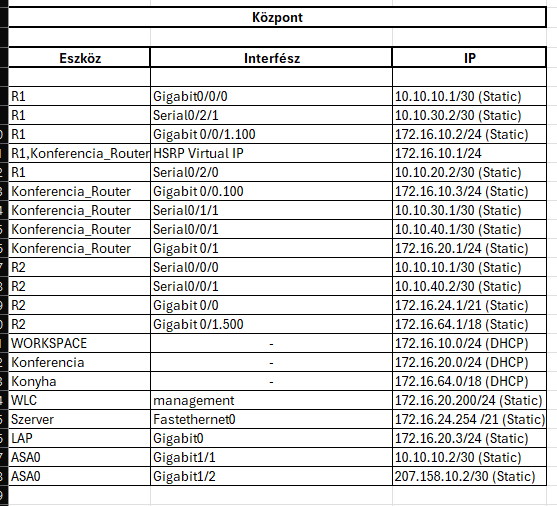 Központ
Eszköz Interfész IP
R1 Gigabit0/0/0 10.10.10.1/30 (Static)
R1 Serial0/2/1 10.10.30.2/30 (Static)
R1 Gigabit 0/0/1.100 172.16.10.2/24 (Static)
R1,Konferencia_Router HSRP Virtual IP 172.16.10.1/24
R1 Serial0/2/0 10.10.20.2/30 (Static)
Konferencia_Router Gigabit 0/0.100 172.16.10.3/24 (Static)
Konferencia_Router Serial0/1/1 10.10.30.1/30 (Static)
Konferencia_Router Serial0/0/1 10.10.40.1/30 (Static)
Konferencia_Router Gigabit 0/1 172.16.20.1/24 (Static)
R2 Serial0/0/0 10.10.10.1/30 (Static)
R2 Serial0/0/1 10.10.40.2/30 (Static)
R2 Gigabit 0/0 172.16.24.1/21 (Static)
R2 Gigabit 0/1.500 172.16.64.1/18 (Static)
WORKSPACE - 172.16.10.0/24 (DHCP)
Konferencia - 172.16.20.0/24 (DHCP)
Konyha - 172.16.64.0/18 (DHCP)
WLC management 172.16.20.200/24 (Static)
Szerver Fastethernet0 172.16.24.254 /21 (Static)
LAP Gigabit0 172.16.20.3/24 (Static)
ASA0 Gigabit1/1 10.10.10.2/30 (Static)
ASA0 Gigabit1/2 207.158.10.2/30 (Static)